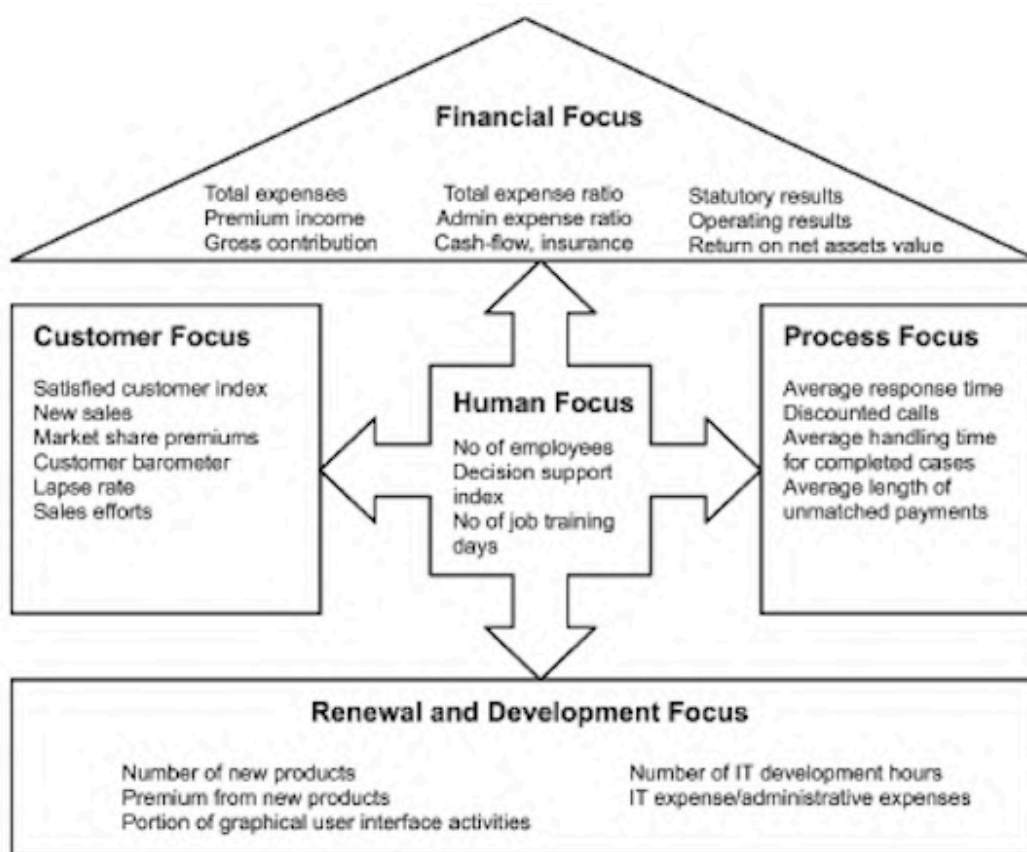 Financial Focus
Total expenses
Premium income
Gross contribution
Total expense ratio
Admin expense ratio
Cash-flow, insurance
Statutory results
Operating results
Return on net assets value
Customer Focus
Satisfied customer index
New sales
Market share premiums
Customer barometer
Lapse rate
Sales efforts
Human Focus
No of employees
Decision support
index
No of job training
days
Process Focus
Average response time
Discounted calls
Average handling time
for completed cases
Average length of
unmatched payments
Renewal and Development Focus
Number of new products
Premium from new products
Portion of graphical user interface activities
Number of IT development hours
IT expense/administrative expenses